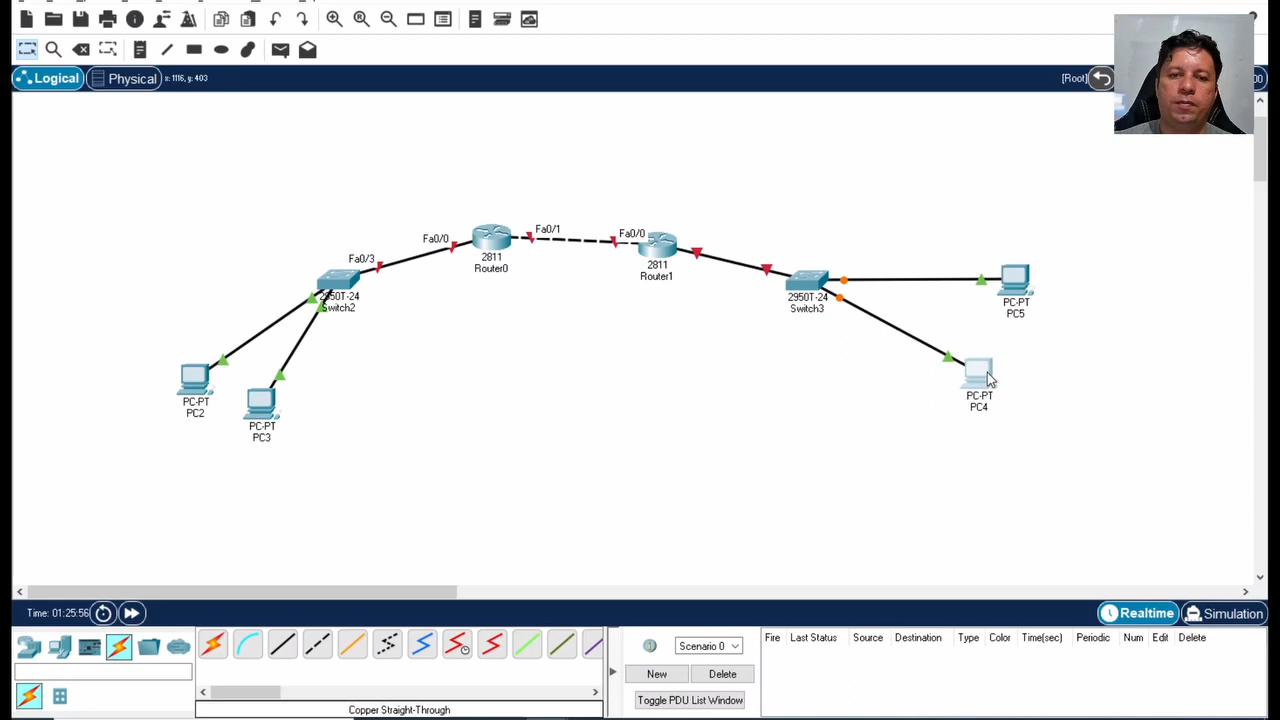 Logical
Physical
x: 1116, y: 403
[Root]
00
Fa0/0
Fa0/1
Fa0/0
Fa0/3
2811
Router0
2811
Router1
2950T-24
Switch2
2950T-24
Switch3
PC-PT
PC5
PC-PT
PC4
PC-PT
PC2
PC-PT
PC3
Time: 01:25:56
Realtime
Simulation
Scenario 0
New
Delete
Toggle PDU List Window
Fire Last Status Source Destination Type Color Time(sec) Periodic Num Edit Delete
Copper Straight-Through